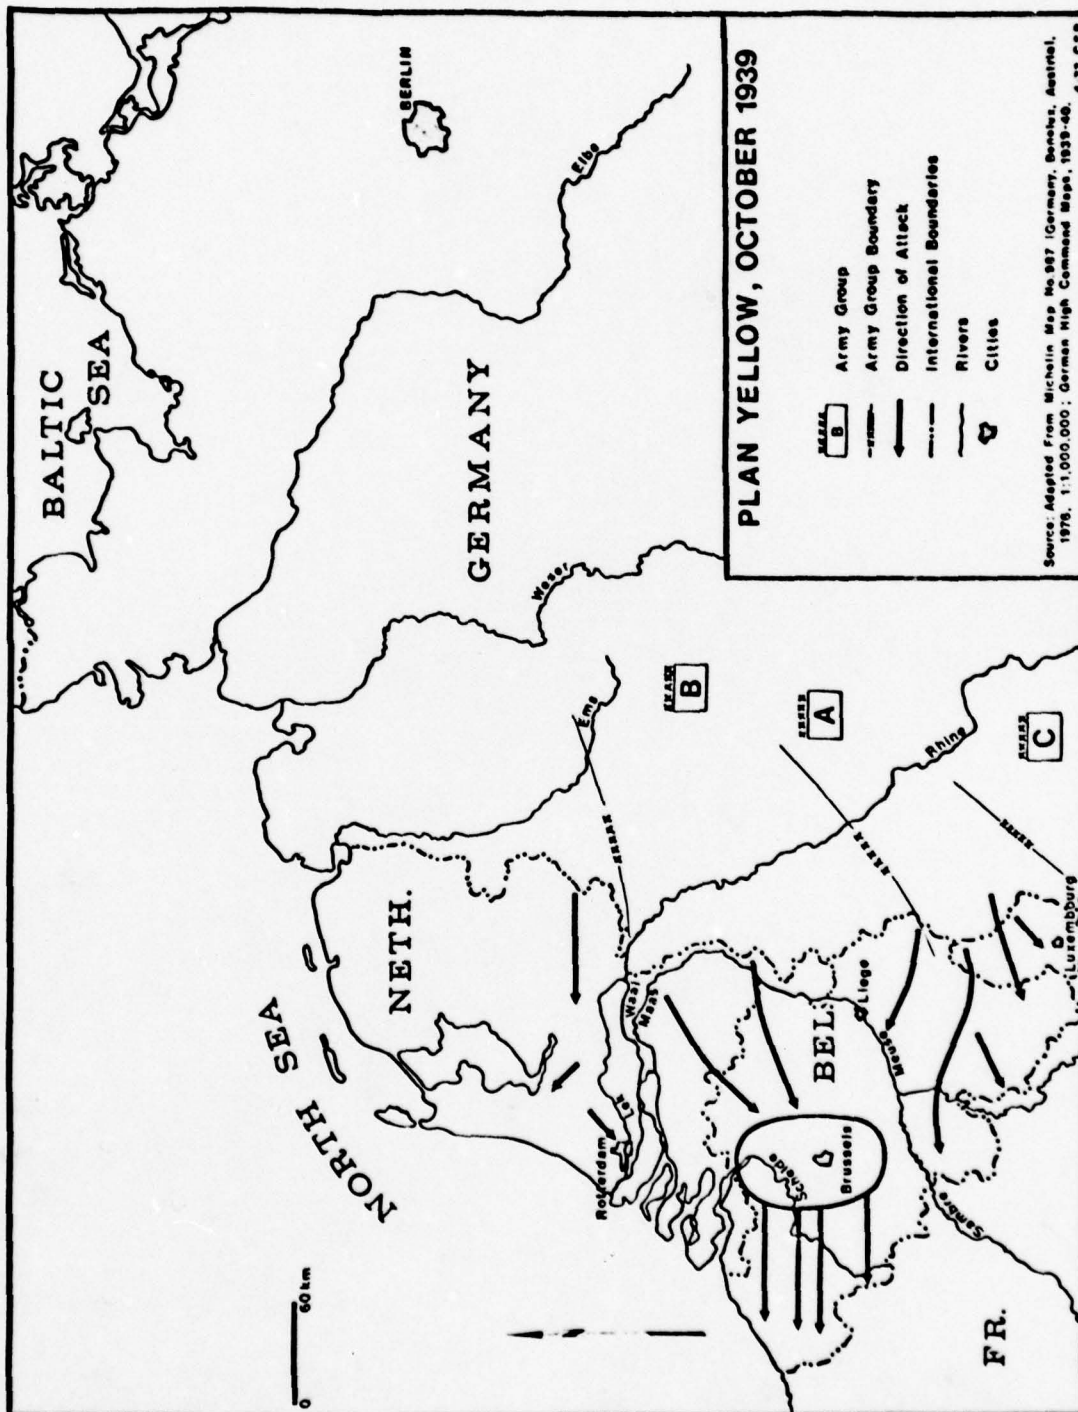 BALTIC
SEA
NORTH SEA
BERLIN
Elbe
GERMANY
Weser
Ems
NETH.
Rotterdam
Lek
Waal
Maas
B
A
C
Rhine
BEL.
Liege
Meuse
Schelde
Brussels
Sambre
Luxembourg
FR.
0 60 km
PLAN YELLOW, OCTOBER 1939
B Army Group
Army Group Boundary
Direction of Attack
International Boundaries
Rivers
Cities
Source: Adapted From Michelin Map No. 987 (Germany, Benelux, Austria),
1976, 1:1,000,000; German High Command Maps, 1939-40.